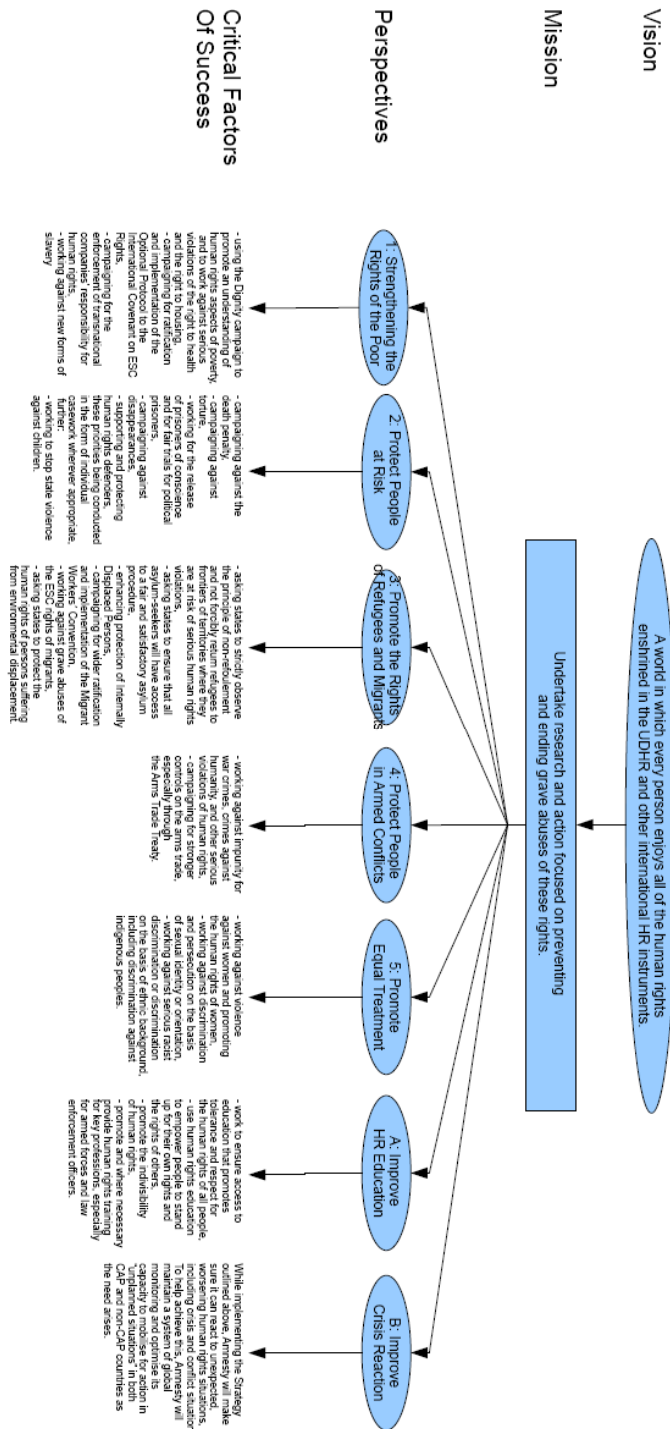 Vision
A world in which every person enjoys all of the human rights
enshrined in the UDHR and other international HR instruments.
Mission
Undertake research and action focused on preventing
and ending grave abuses of these rights.
Perspectives
1: Strengthening the
Rights of the Poor
2: Protect People
at Risk
3: Promote the Rights
of Refugees and Migrants
4: Protect People
in Armed Conflicts
5: Promote
Equal Treatment
A: Improve
HR Education
B: Improve
Crisis Reaction
Critical Factors
Of Success
- using the Dignity campaign to
promote an understanding of
human rights aspects of poverty,
and to work against serious
violations of the right to health
and the right to housing,
- campaigning for ratification
and implementation of the
Optional Protocol to the
International Covenant on ESC
Rights,
- campaigning for the
enforcement of transnational
companies' responsibility for
human rights,
- working against new forms of
slavery
- campaigning against the
death penalty,
- campaigning against
torture,
- working for the release
of prisoners of conscience
and for fair trials for political
prisoners,
- campaigning against
disappearances,
- supporting and protecting
human rights defenders,
these priorities being conducted
in the form of individual
casework wherever appropriate,
further:
- working to stop state violence
against children.
- asking states to strictly observe
the principle of non-refoulement
and not forcibly return refugees to
frontiers of territories where they
are at risk of serious human rights
violations,
- asking states to ensure that all
asylum-seekers will have access
to a fair and satisfactory asylum
procedure,
- enhancing protection of Internally
Displaced Persons,
- campaigning for wider ratification
and implementation of the Migrant
Workers' Convention,
- working against grave abuses of
the ESC rights of migrants,
- asking states to protect the
human rights of persons suffering
from environmental displacement
- working against impunity for
war crimes, crimes against
humanity, and other serious
violations of human rights,
- campaigning for stronger
controls on the arms trade,
especially through
the Arms Trade Treaty.
- working against violence
against women and promoting
the human rights of women,
- working against discrimination
and persecution on the basis
of sexual identity or orientation,
- working against serious racist
discrimination or discrimination
on the basis of ethnic background,
including discrimination against
indigenous peoples.
- work to ensure access to
education that promotes
tolerance and respect for
the human rights of all people,
- use human rights education
to empower people to stand
up for their own rights and
the rights of others,
- promote the indivisibility
of human rights,
- promote and where necessary
provide human rights training
for key professions, especially
for armed forces and law
enforcement officers.
While implementing the Strategy
outlined above, Amnesty will make
sure it can react to unexpected,
worsening human rights situations,
including crisis and conflict situation
To help achieve this, Amnesty will
maintain a system of global
monitoring and optimise its
capacity to mobilise for action in
"unplanned situations" in both
CAP and non-CAP countries as
the need arises.